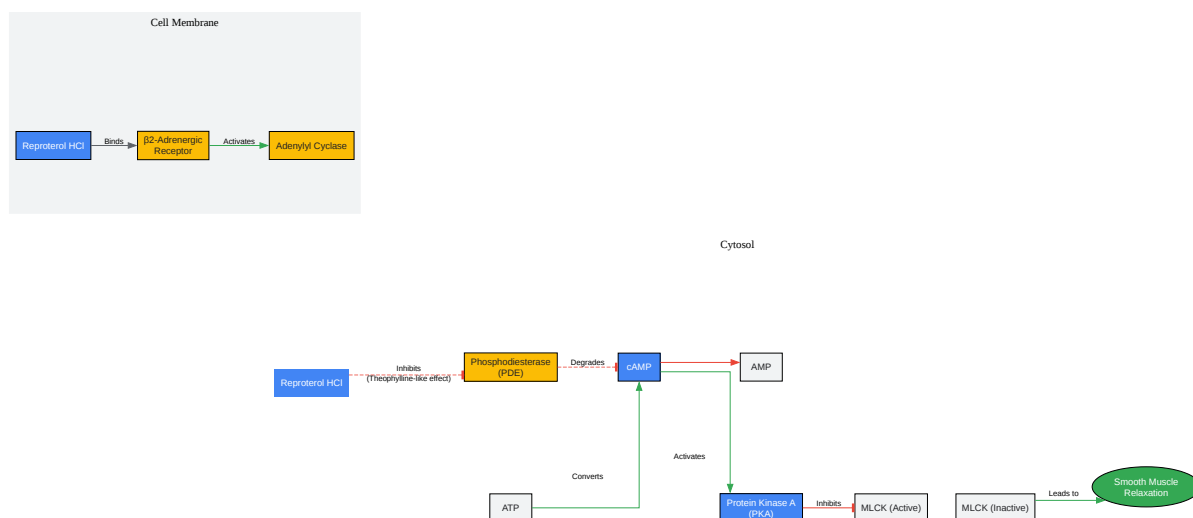 Cell Membrane
Reproterol HCl
Binds
β2-Adrenergic
Receptor
Activates
Adenylyl Cyclase
Cytosol
Reproterol HCl
Inhibits
(Theophylline-like effect)
Phosphodiesterase
(PDE)
Degrades
cAMP
AMP
Converts
Activates
ATP
Protein Kinase A
(PKA)
Inhibits
MLCK (Active)
MLCK (Inactive)
Leads to
Smooth Muscle
Relaxation